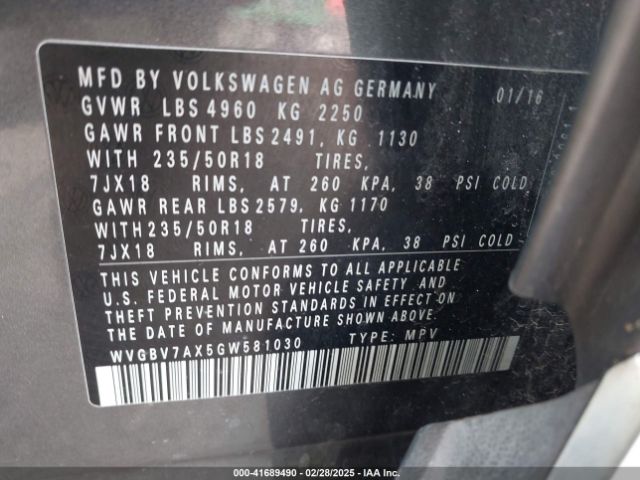 MFD BY VOLKSWAGEN AG GERMANY 01/16
GVWR LBS 4960 KG 2250
GAWR FRONT LBS 2491, KG 1130
WITH 235/50R18 TIRES,
7JX18 RIMS, AT 260 KPA, 38 PSI COLD
GAWR REAR LBS 2579, KG 1170
WITH 235/50R18 TIRES,
7JX18 RIMS, AT 260 KPA, 38 PSI COLD
THIS VEHICLE CONFORMS TO ALL APPLICABLE
U.S. FEDERAL MOTOR VEHICLE SAFETY AND
THEFT PREVENTION STANDARDS IN EFFECT ON
THE DATE OF MANUFACTURE SHOWN ABOVE.
WVGBV7AX5GW581030 TYPE: MPV
000-41689490 - 02/28/2025 - IAA Inc.